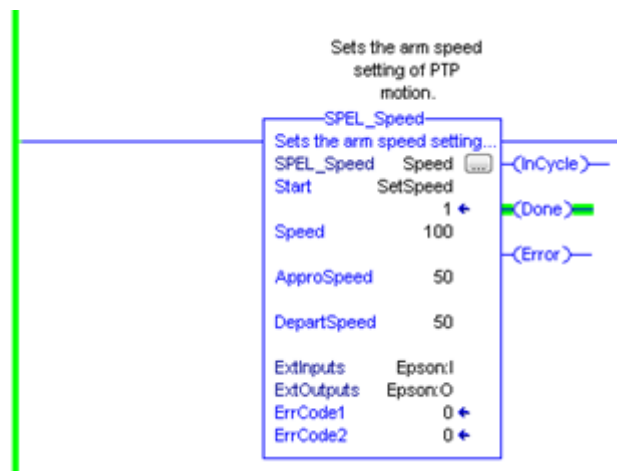 Sets the arm speed
setting of PTP
motion.
SPEL_Speed
Sets the arm speed setting...
SPEL_Speed Speed ... (InCycle)
Start SetSpeed
1 (Done)
Speed 100
(Error)
ApproSpeed 50
DepartSpeed 50
ExtInputs Epson:I
ExtOutputs Epson:O
ErrCode1 0
ErrCode2 0